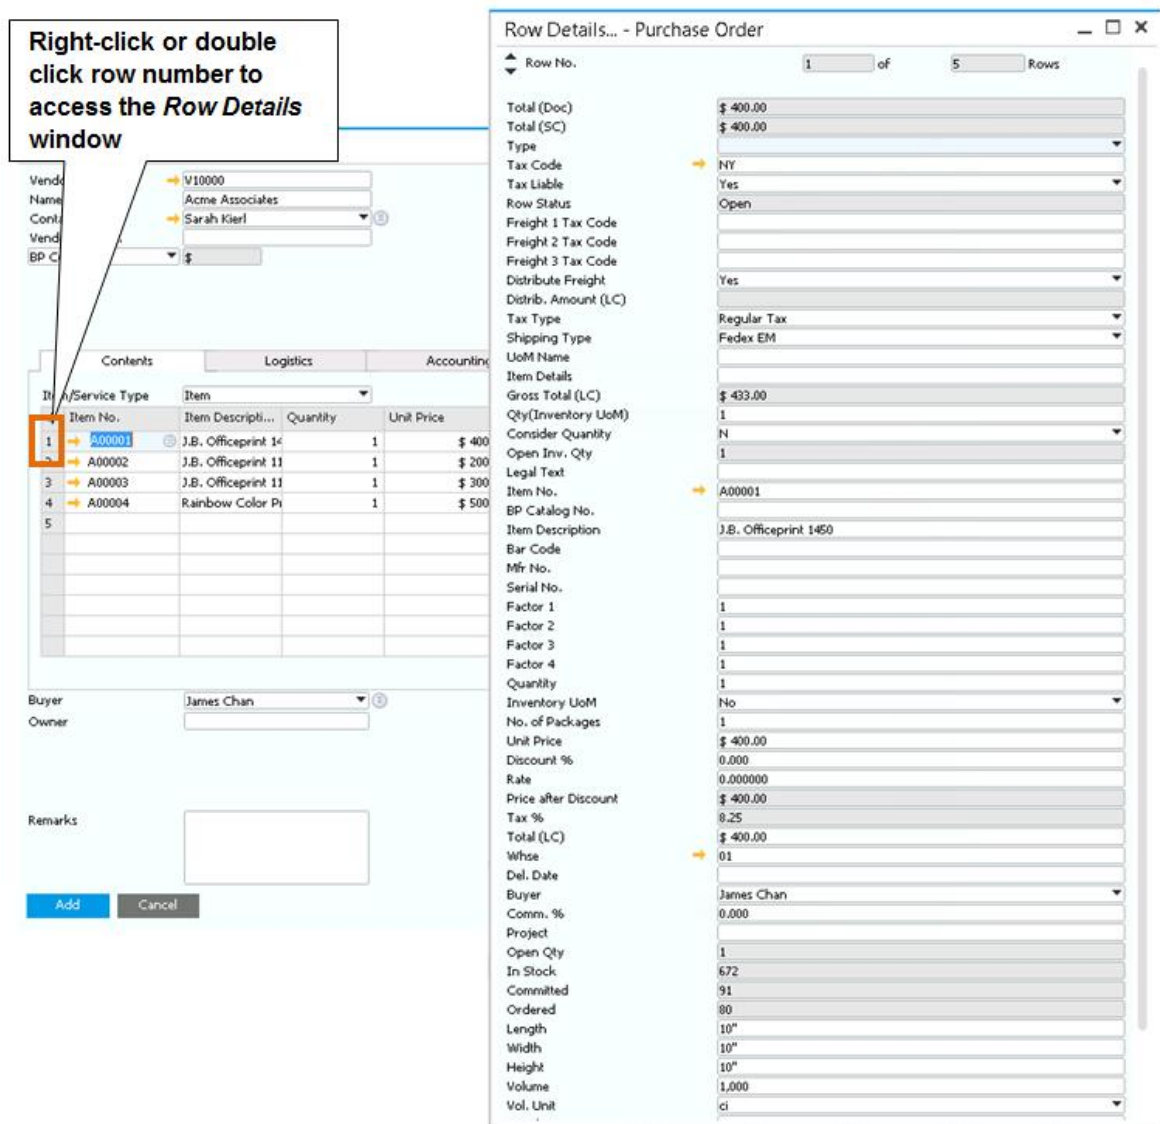 Right-click or double
click row number to
access the Row Details
window
Vend
V10000
Name
Acme Associates
Conta
Sarah Kierl
Vend
BP C
$
Contents
Logistics
Accounting
/Service Type
Item
Item No.
Item Descripti...
Quantity
Unit Price
1 A00001 J.B. Officeprint 14 1 $ 400
A00002 J.B. Officeprint 11 1 $ 200
3 A00003 J.B. Officeprint 11 1 $ 300
4 A00004 Rainbow Color Pr 1 $ 500
5
Buyer
James Chan
Owner
Remarks
Add
Cancel
Row Details... - Purchase Order
Row No. 1 of 5 Rows
Total (Doc) $ 400.00
Total (SC) $ 400.00
Type
Tax Code NY
Tax Liable Yes
Row Status Open
Freight 1 Tax Code
Freight 2 Tax Code
Freight 3 Tax Code
Distribute Freight Yes
Distrib. Amount (LC)
Tax Type Regular Tax
Shipping Type Fedex EM
UoM Name
Item Details
Gross Total (LC) $ 433.00
Qty(Inventory UoM) 1
Consider Quantity N
Open Inv. Qty 1
Legal Text
Item No. A00001
BP Catalog No.
Item Description J.B. Officeprint 1450
Bar Code
Mfr No.
Serial No.
Factor 1 1
Factor 2 1
Factor 3 1
Factor 4 1
Quantity 1
Inventory UoM No
No. of Packages 1
Unit Price $ 400.00
Discount % 0.000
Rate 0.000000
Price after Discount $ 400.00
Tax % 8.25
Total (LC) $ 400.00
Whse 01
Del. Date
Buyer James Chan
Comm. % 0.000
Project
Open Qty 1
In Stock 672
Committed 91
Ordered 80
Length 10"
Width 10"
Height 10"
Volume 1,000
Vol. Unit ci